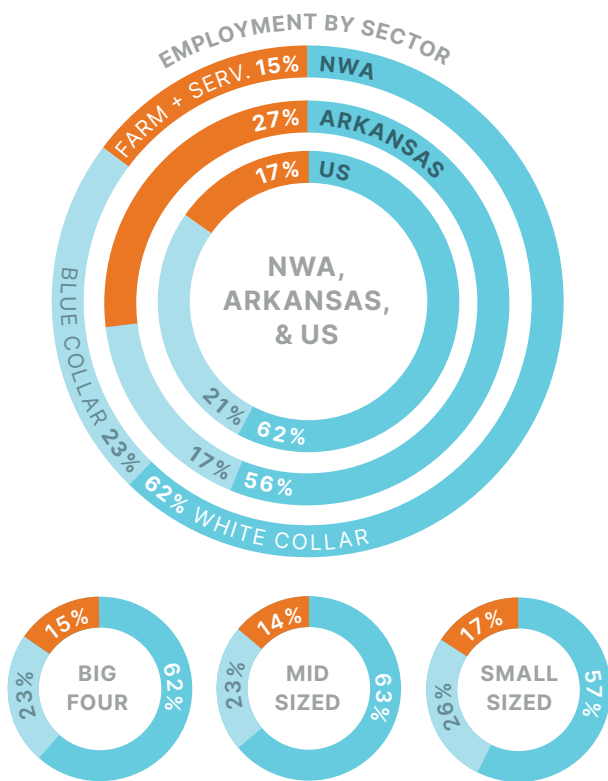 EMPLOYMENT BY SECTOR
FARM + SERV. 15%
NWA
27%
ARKANSAS
17%
US
NWA,
ARKANSAS,
& US
BLUE COLLAR 23%
21%
62%
17%
56%
62% WHITE COLLAR
15%
62%
23%
BIG
FOUR
14%
63%
23%
MID
SIZED
17%
57%
26%
SMALL
SIZED